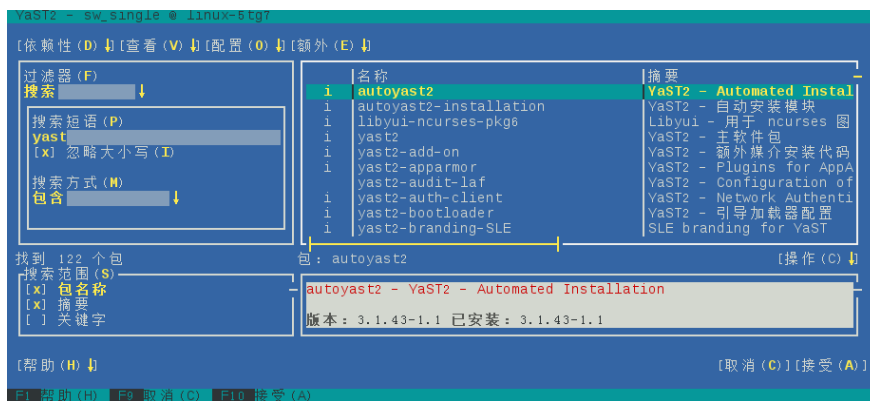 YaST2 - sw_single @ linux-5tg7
[依赖性(D)↓][查看(V)↓][配置(O)↓][额外(E)↓]
过滤器(F)
搜索 ↓
搜索短语(P)
yast
[x] 忽略大小写(I)
搜索方式(M)
包含 ↓
找到 122 个包
搜索范围(S)
[x] 包名称
[x] 摘要
[ ] 关键字
名称 摘要
i autoyast2 YaST2 - Automated Instal
i autoyast2-installation YaST2 - 自动安装模块
i libyui-ncurses-pkg6 Libyui - 用于 ncurses 图
i yast2 YaST2 - 主软件包
i yast2-add-on YaST2 - 额外媒介安装代码
i yast2-apparmor YaST2 - Plugins for AppA
yast2-audit-laf YaST2 - Configuration of
i yast2-auth-client YaST2 - Network Authenti
i yast2-bootloader YaST2 - 引导加载器配置
i yast2-branding-SLE SLE branding for YaST
包: autoyast2 [操作(C)↓]
autoyast2 - YaST2 - Automated Installation
版本: 3.1.43-1.1 已安装: 3.1.43-1.1
[帮助(H)↓] [取消(C)][接受(A)]
F1 帮助(H) F9 取消(C) F10 接受(A)